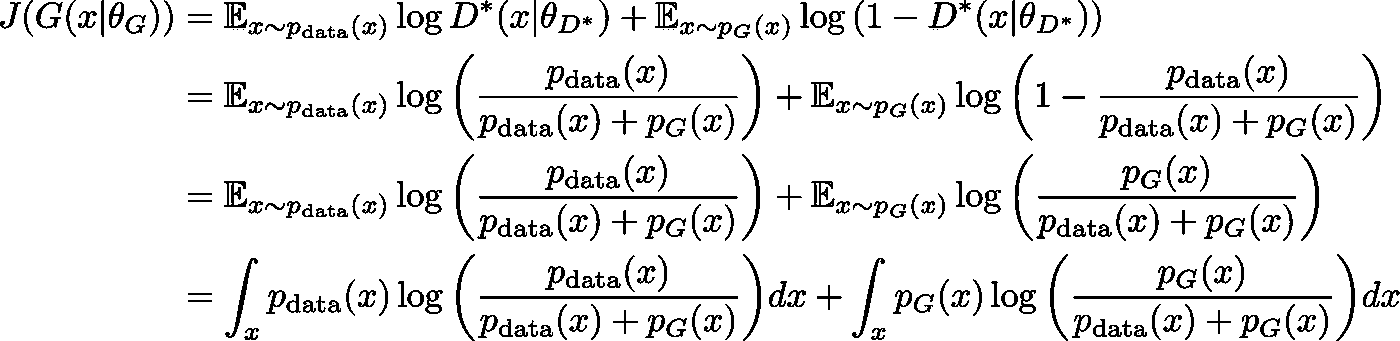 J(G(x|θ_G)) = 𝔼_{x∼p_data(x)} log D*(x|θ_{D*}) + 𝔼_{x∼p_G(x)} log (1 − D*(x|θ_{D*}))
= 𝔼_{x∼p_data(x)} log (p_data(x) / (p_data(x) + p_G(x))) + 𝔼_{x∼p_G(x)} log (1 − p_data(x) / (p_data(x) + p_G(x)))
= 𝔼_{x∼p_data(x)} log (p_data(x) / (p_data(x) + p_G(x))) + 𝔼_{x∼p_G(x)} log (p_G(x) / (p_data(x) + p_G(x)))
= ∫_x p_data(x) log (p_data(x) / (p_data(x) + p_G(x))) dx + ∫_x p_G(x) log (p_G(x) / (p_data(x) + p_G(x))) dx